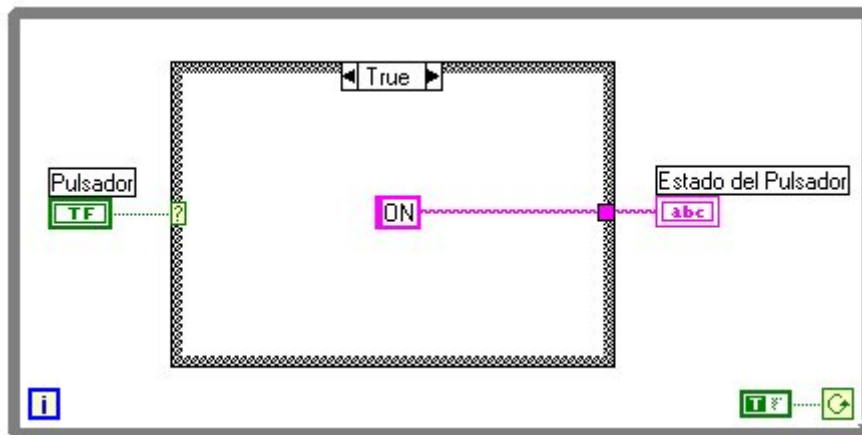 True
Pulsador
TF
?
ON
Estado del Pulsador
abc
i
T